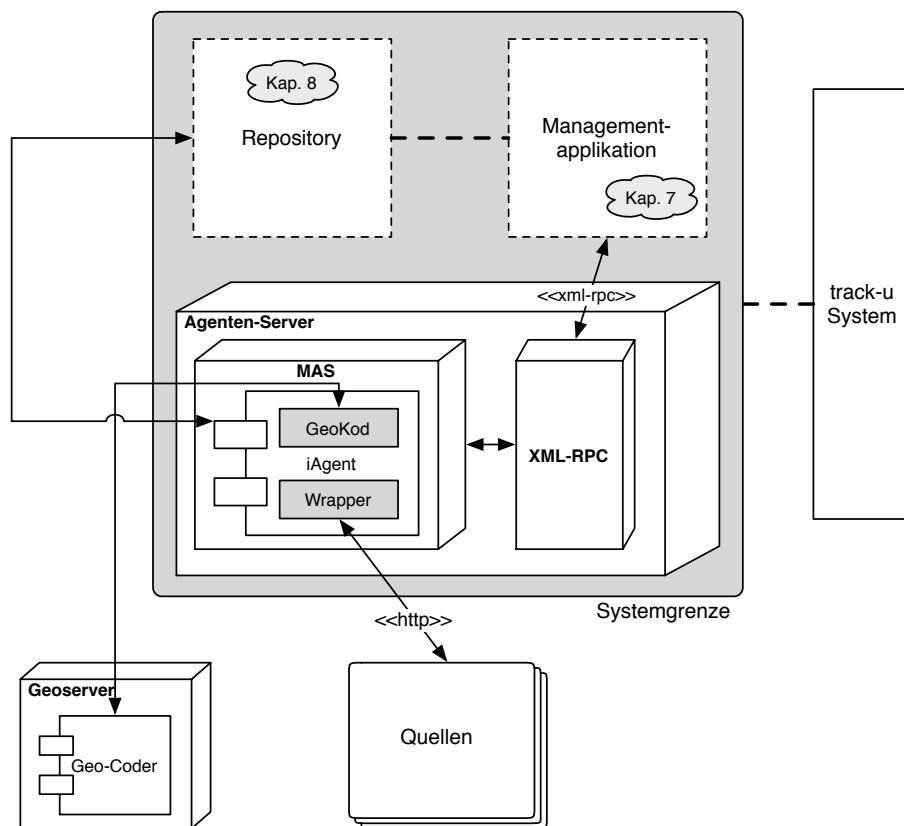 Kap. 8
Repository
Management-
applikation
Kap. 7
<<xml-rpc>>
track-u
System
Agenten-Server
MAS
GeoKod
iAgent
Wrapper
XML-RPC
Systemgrenze
<<http>>
Geoserver
Geo-Coder
Quellen